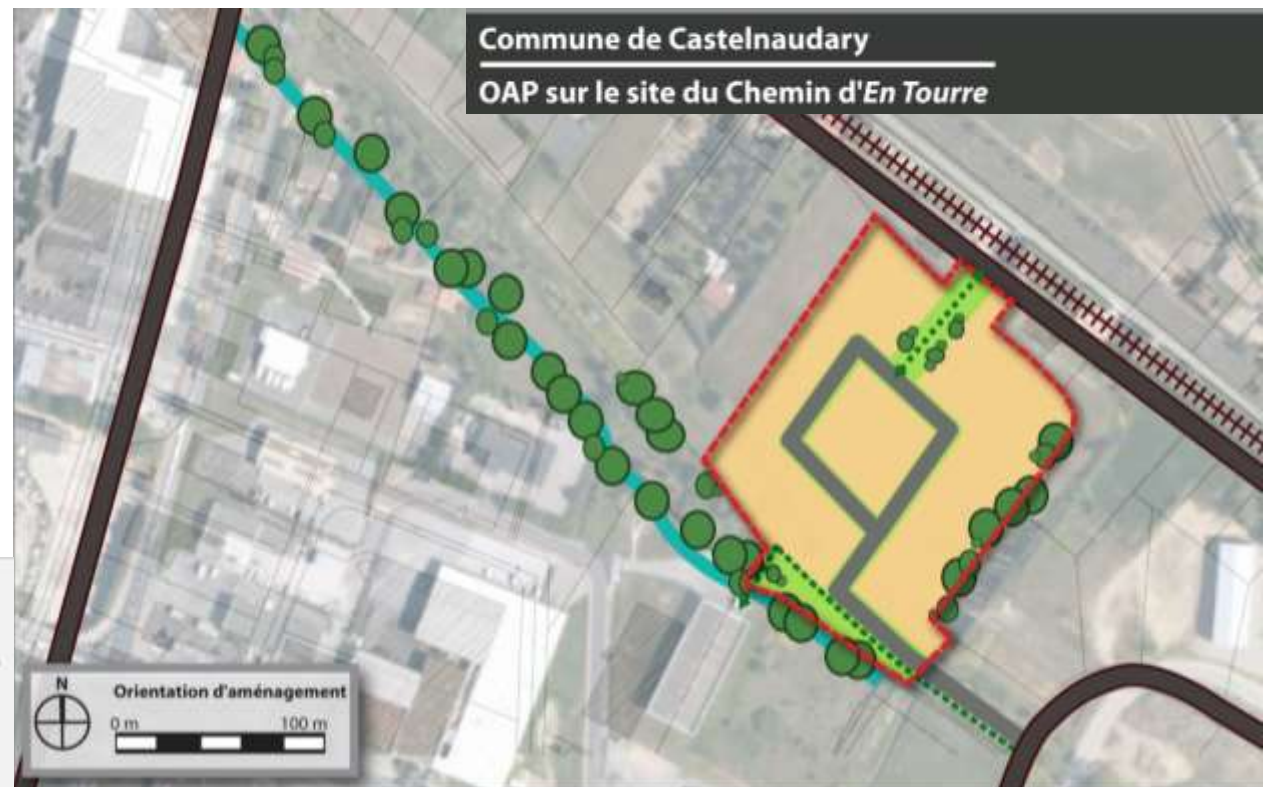 Commune de Castelnaudary
OAP sur le site du Chemin d'En Tourre
N
Orientation d'aménagement
0 m 100 m